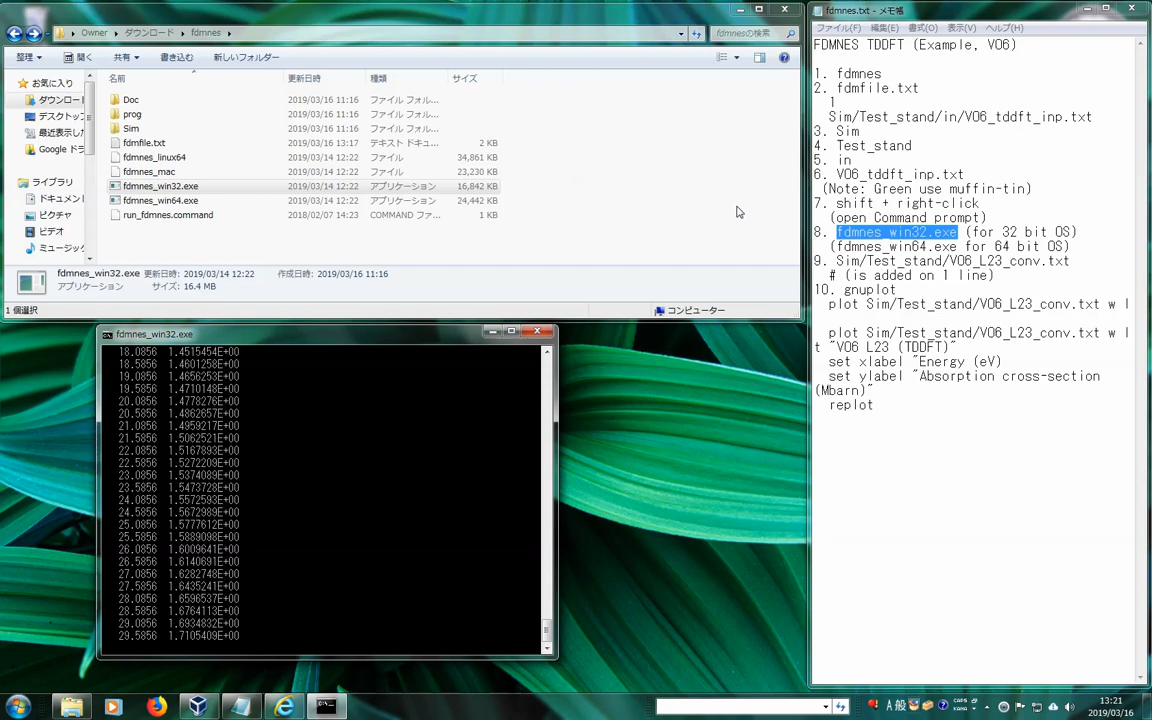 Owner ▸ ダウンロード ▸ fdmnes ▸
fdmnesの検索
整理 開く 共有 書き込む 新しいフォルダー
お気に入り
ダウンロー
デスクトップ
最近表示した
Google ドラ
ライブラリ
ドキュメン
ピクチャ
ビデオ
ミュージック
名前 更新日時 種類 サイズ
Doc 2019/03/16 11:16 ファイル フォル...
prog 2019/03/16 11:16 ファイル フォル...
Sim 2019/03/16 11:16 ファイル フォル...
fdmfile.txt 2019/03/16 13:17 テキスト ドキュ... 2 KB
fdmnes_linux64 2019/03/14 12:22 ファイル 34,861 KB
fdmnes_mac 2019/03/14 12:22 ファイル 23,230 KB
fdmnes_win32.exe 2019/03/14 12:22 アプリケーション 16,842 KB
fdmnes_win64.exe 2019/03/14 12:22 アプリケーション 24,442 KB
run_fdmnes.command 2018/02/07 14:23 COMMAND ファ... 1 KB
fdmnes_win32.exe 更新日時: 2019/03/14 12:22 作成日時: 2019/03/16 11:16
アプリケーション サイズ: 16.4 MB
1 個選択 コンピューター
fdmnes_win32.exe
18.0856 1.4515454E+00
18.5856 1.4601258E+00
19.0856 1.4656253E+00
19.5856 1.4710148E+00
20.0856 1.4778276E+00
20.5856 1.4862657E+00
21.0856 1.4959217E+00
21.5856 1.5062521E+00
22.0856 1.5167893E+00
22.5856 1.5272209E+00
23.0856 1.5374089E+00
23.5856 1.5473728E+00
24.0856 1.5572593E+00
24.5856 1.5672989E+00
25.0856 1.5777612E+00
25.5856 1.5889098E+00
26.0856 1.6009641E+00
26.5856 1.6140691E+00
27.0856 1.6282748E+00
27.5856 1.6435241E+00
28.0856 1.6596537E+00
28.5856 1.6764113E+00
29.0856 1.6934832E+00
29.5856 1.7105409E+00
fdmnes.txt - メモ帳
ファイル(F) 編集(E) 書式(O) 表示(V) ヘルプ(H)
FDMNES TDDFT (Example, VO6)
1. fdmnes
2. fdmfile.txt
1
Sim/Test_stand/in/VO6_tddft_inp.txt
3. Sim
4. Test_stand
5. in
6. VO6_tddft_inp.txt
(Note: Green use muffin-tin)
7. shift + right-click
(open Command prompt)
8. fdmnes_win32.exe (for 32 bit OS)
(fdmnes_win64.exe for 64 bit OS)
9. Sim/Test_stand/VO6_L23_conv.txt
# (is added on 1 line)
10. gnuplot
plot Sim/Test_stand/VO6_L23_conv.txt w l
plot Sim/Test_stand/VO6_L23_conv.txt w l
t "VO6 L23 (TDDFT)"
set xlabel "Energy (eV)
set ylabel "Absorption cross-section
(Mbarn)"
replot
A 般
CAPS
KANA
13:21
2019/03/16